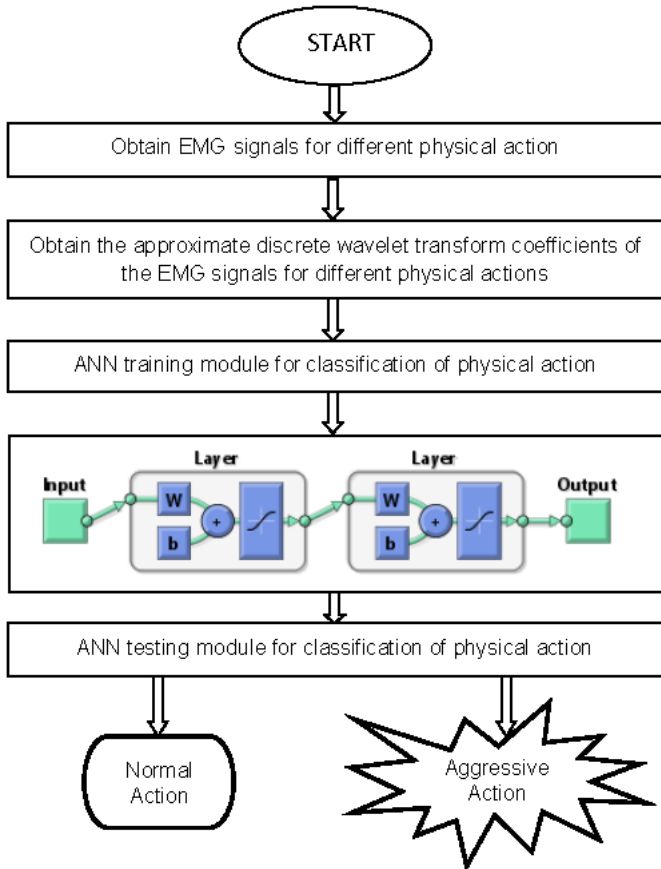 START
Obtain EMG signals for different physical action
Obtain the approximate discrete wavelet transform coefficients of
the EMG signals for different physical actions
ANN training module for classification of physical action
Layer
Layer
Input
Output
W
+
b
W
+
b
ANN testing module for classification of physical action
Normal
Action
Aggressive
Action